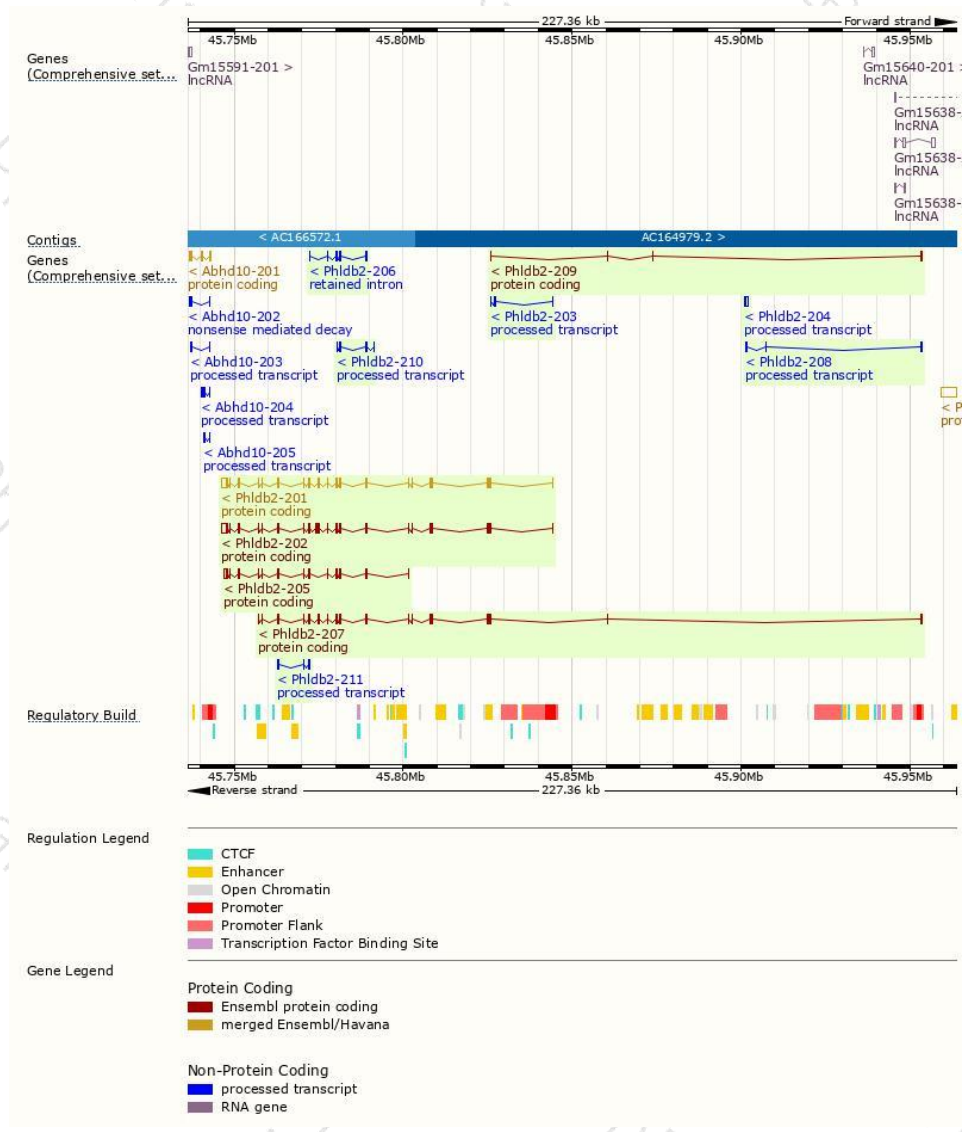 227.36 kb
Forward strand
45.75Mb 45.80Mb 45.85Mb 45.90Mb 45.95Mb
Genes
(Comprehensive set...
Gm15591-201 >
lncRNA
Gm15640-201 >
lncRNA
Gm15638-
lncRNA
Gm15638-
lncRNA
Gm15638-
lncRNA
Contigs
< AC166572.1
AC164979.2 >
Genes
(Comprehensive set...
< Abhd10-201
protein coding
< Phldb2-206
retained intron
< Phldb2-209
protein coding
< Abhd10-202
nonsense mediated decay
< Phldb2-203
processed transcript
< Phldb2-204
processed transcript
< Abhd10-203
processed transcript
< Phldb2-210
processed transcript
< Phldb2-208
processed transcript
< Abhd10-204
processed transcript
< P
pro
< Abhd10-205
processed transcript
< Phldb2-201
protein coding
< Phldb2-202
protein coding
< Phldb2-205
protein coding
< Phldb2-207
protein coding
< Phldb2-211
processed transcript
Regulatory Build
45.75Mb 45.80Mb 45.85Mb 45.90Mb 45.95Mb
Reverse strand
227.36 kb
Regulation Legend
CTCF
Enhancer
Open Chromatin
Promoter
Promoter Flank
Transcription Factor Binding Site
Gene Legend
Protein Coding
Ensembl protein coding
merged Ensembl/Havana
Non-Protein Coding
processed transcript
RNA gene